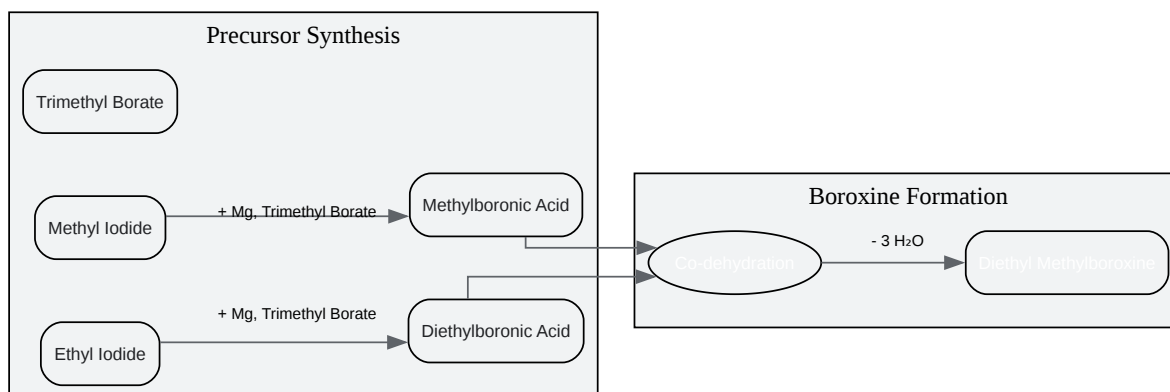 Precursor Synthesis
Trimethyl Borate
Methyl Iodide
+ Mg, Trimethyl Borate
Methylboronic Acid
Ethyl Iodide
+ Mg, Trimethyl Borate
Diethylboronic Acid
Boroxine Formation
Co-dehydration
- 3 H₂O
Diethyl Methylboroxine